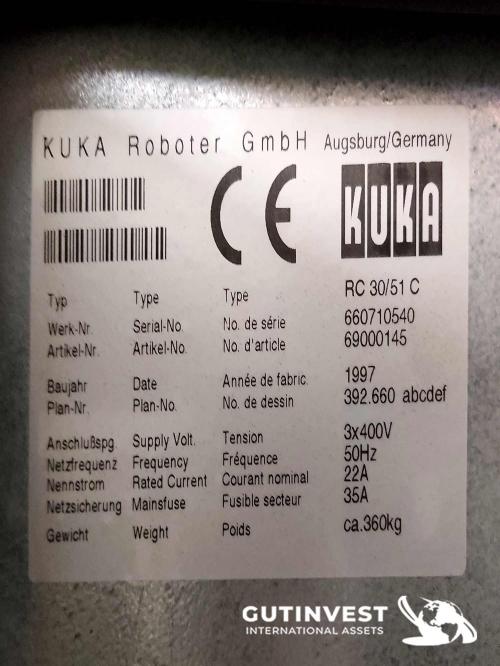 KUKA Roboter GmbH Augsburg/Germany
CE KUKA
Typ Type Type RC 30/51 C
Werk-Nr. Serial-No. No. de série 660710540
Artikel-Nr. Artikel-No. No. d'article 69000145
Baujahr Date Année de fabric. 1997
Plan-Nr. Plan-No. No. de dessin 392.660 abcdef
Anschlußspg. Supply Volt. Tension 3x400V
Netzfrequenz Frequency Fréquence 50Hz
Nennstrom Rated Current Courant nominal 22A
Netzsicherung Mainsfuse Fusible secteur 35A
Gewicht Weight Poids ca.360kg
GUTINVEST
INTERNATIONAL ASSETS